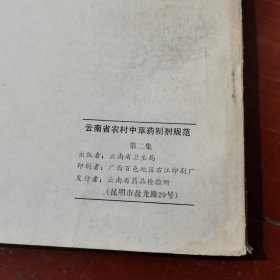 云南省农村中草药制剂规范
第二集
出版者：云南省卫生局
印刷者：广西百色地区右江印刷厂
发行者：云南省药品检验所
（昆明市盘龙路29号）